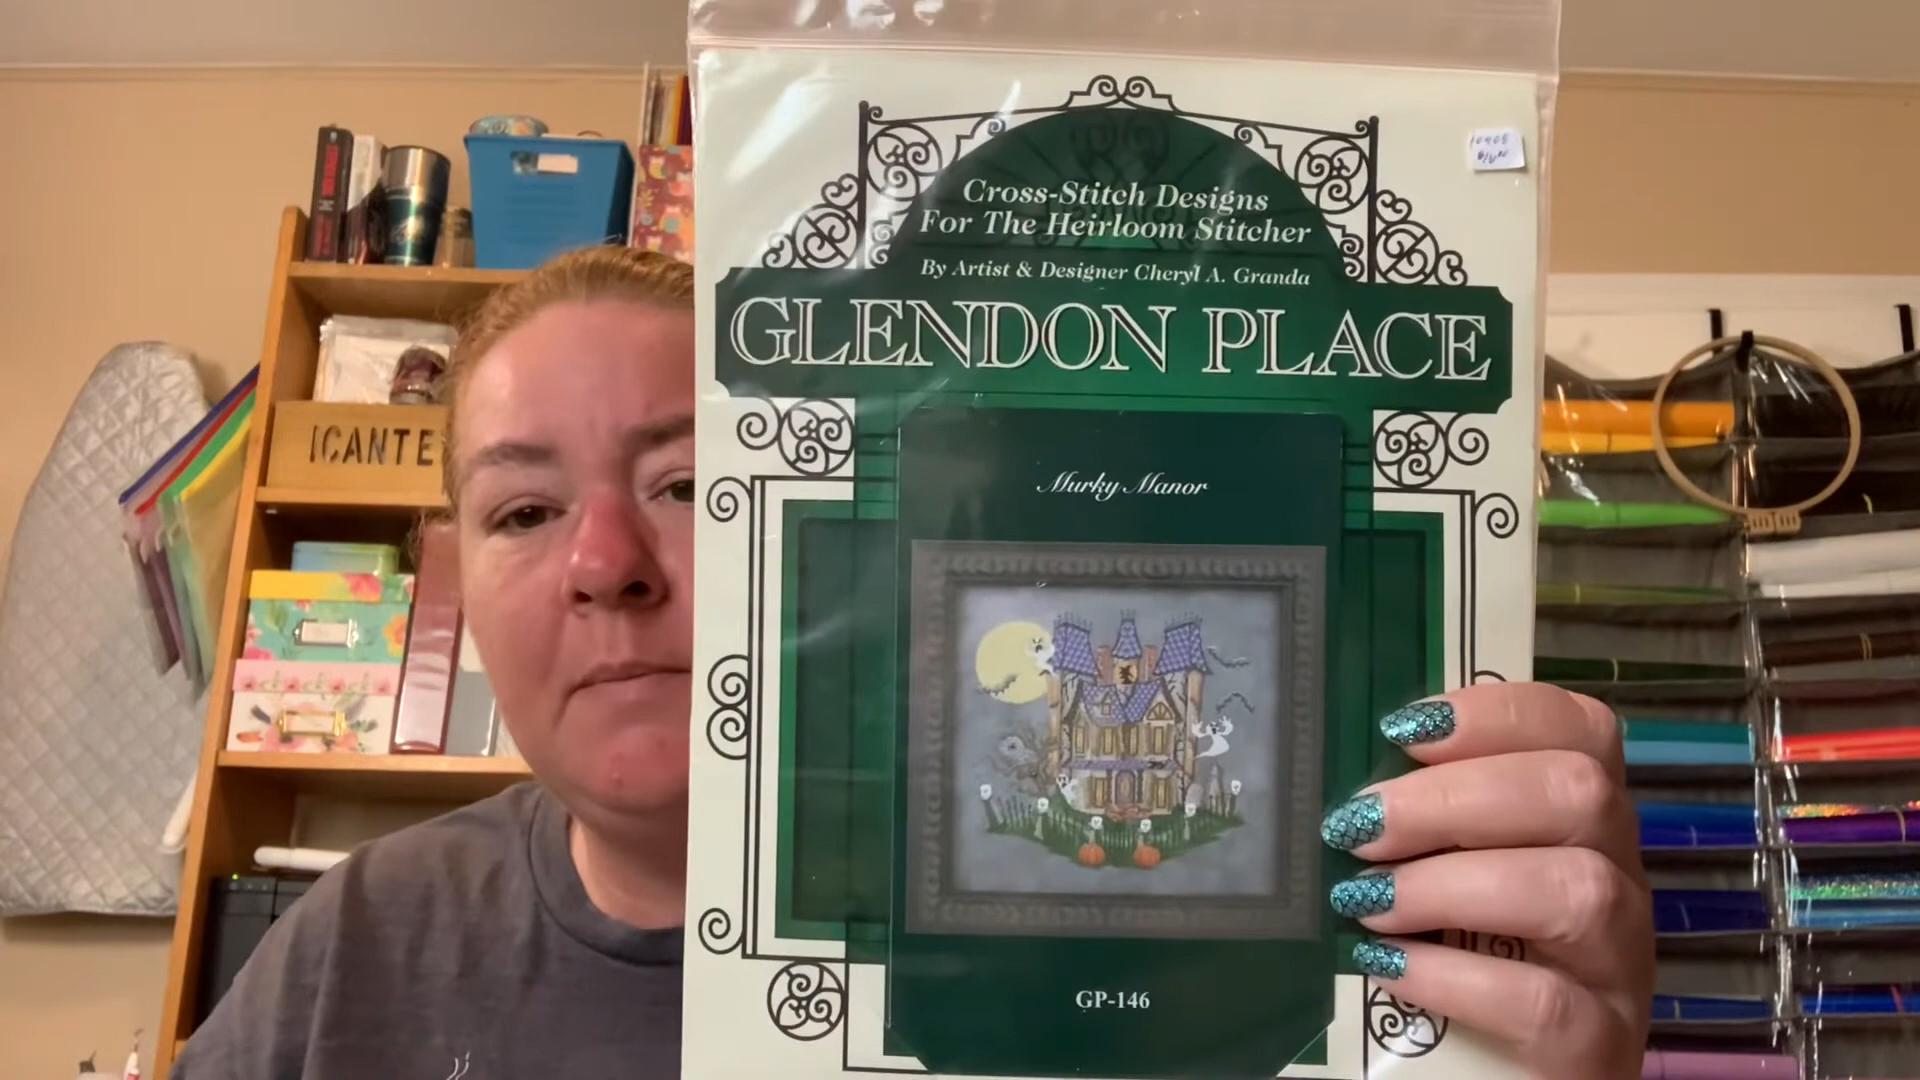 Cross-Stitch Designs
For The Heirloom Stitcher
By Artist & Designer Cheryl A. Granda
GLENDON PLACE
Murky Manor
GP-146
ICANTE